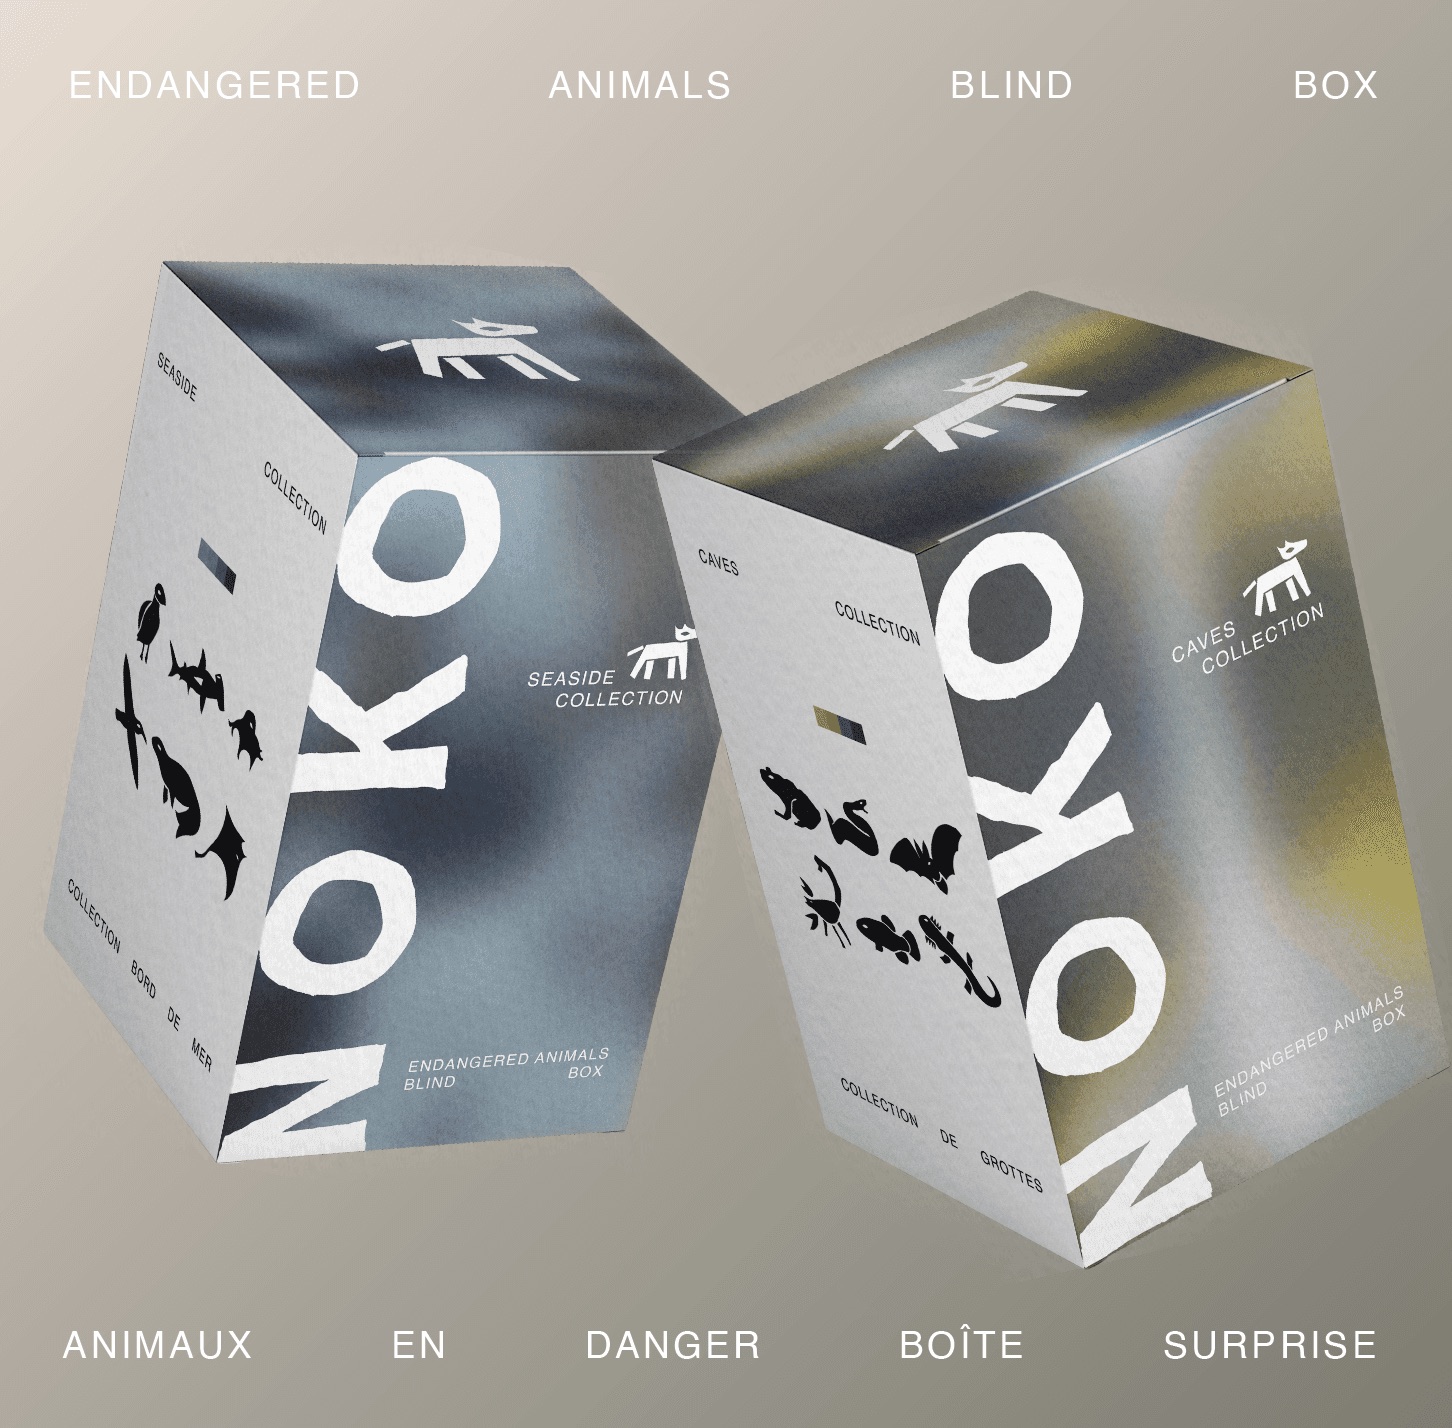 ENDANGERED ANIMALS BLIND BOX
SEASIDE
COLLECTION
COLLECTION BORD DE MER
NOKO
SEASIDE
COLLECTION
ENDANGERED ANIMALS
BLIND BOX
CAVES
COLLECTION
COLLECTION DE GROTTES
NOKO
CAVES
COLLECTION
ENDANGERED ANIMALS
BLIND BOX
ANIMAUX EN DANGER BOÎTE SURPRISE